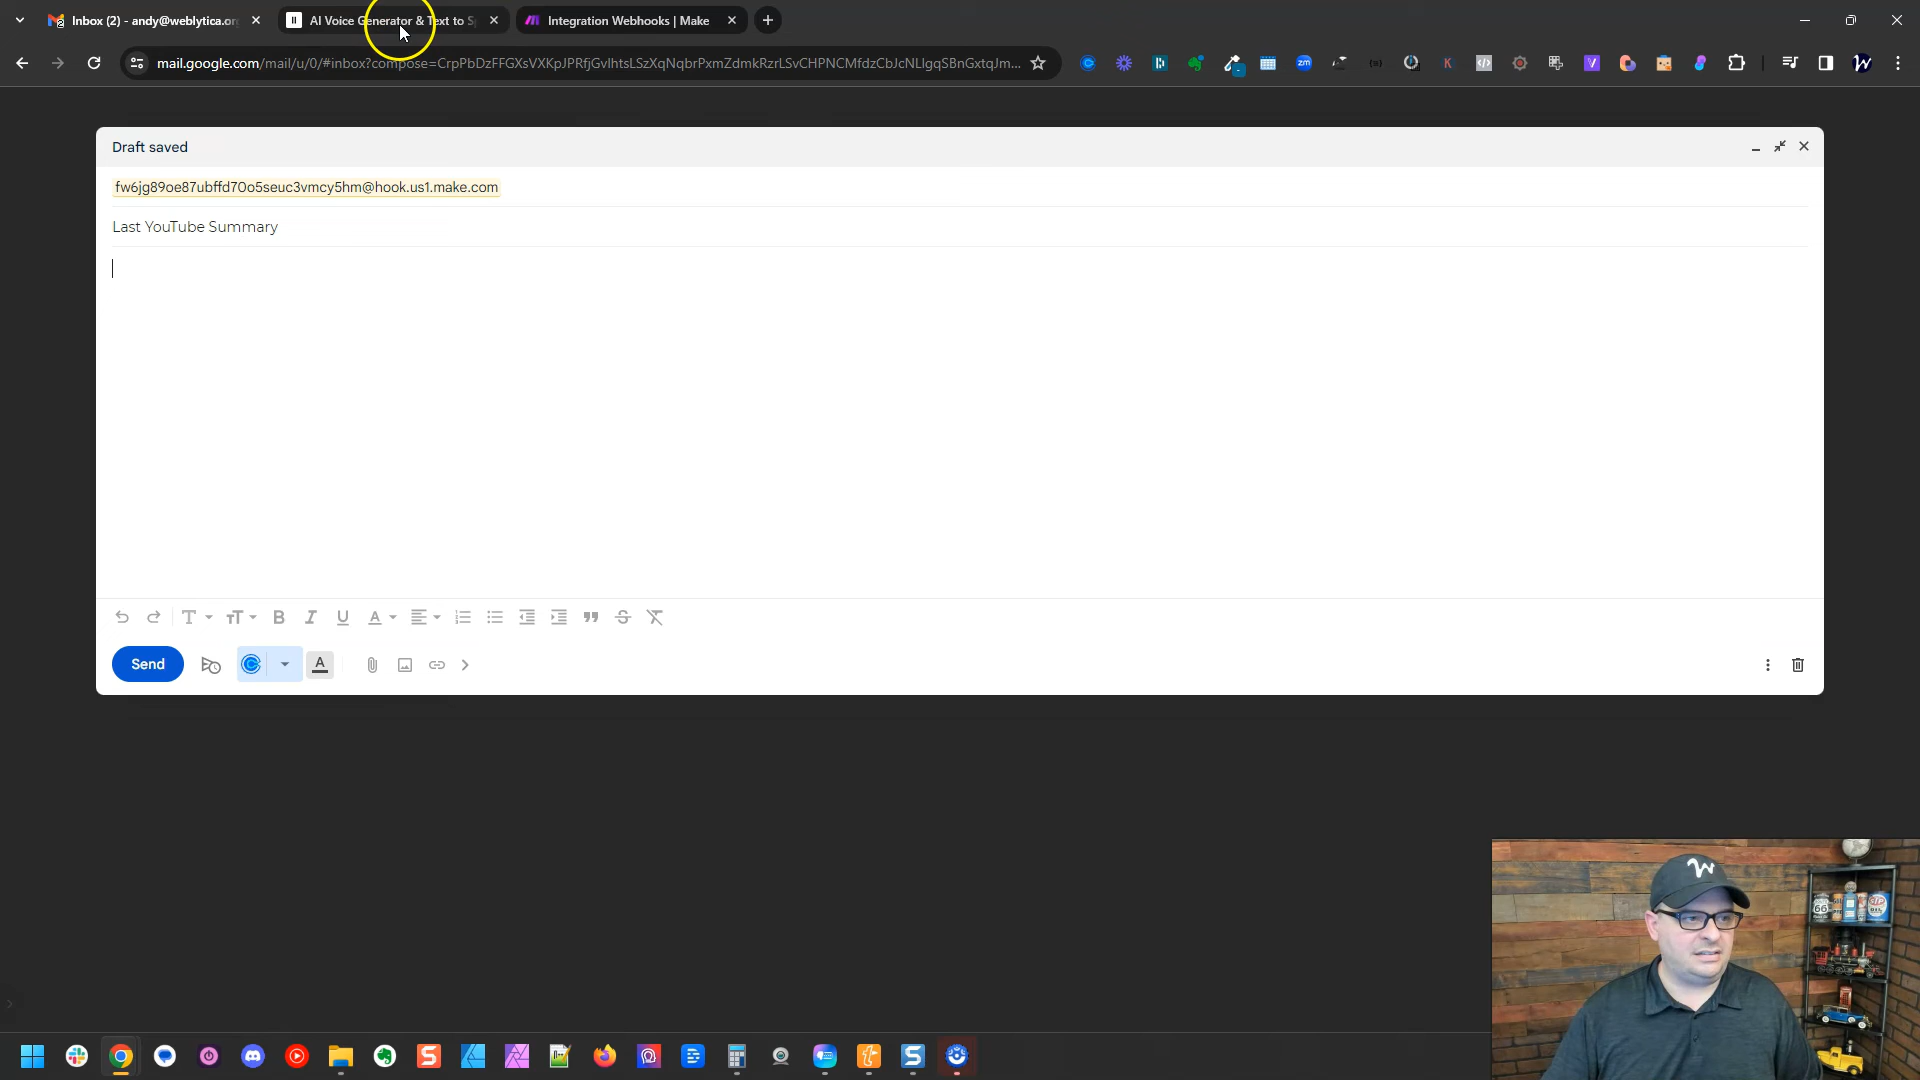 Inbox (2) - andy@weblytica.or
AI Voice Generator & Text to S
Integration Webhooks | Make
mail.google.com/mail/u/0/#inbox?compose=CrpPbDzFFGXsVXKpJPRfjGvlhtsLSzXqNqbrPxmZdmkRzrLSvCHPNCMfdzCbJcNLlgqSBnGxtqJm...
Draft saved
fw6jg89oe87ubffd70o5seuc3vmcy5hm@hook.us1.make.com
Last YouTube Summary
Send